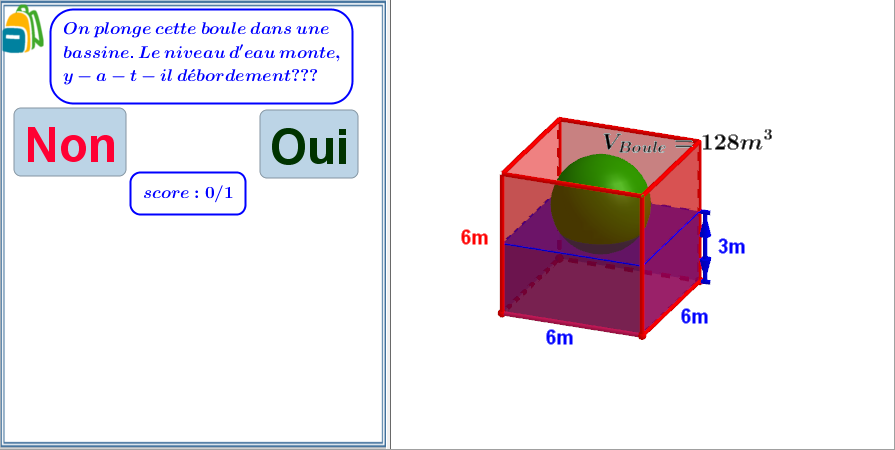 On plonge cette boule dans une
bassine. Le niveau d'eau monte,
y − a − t − il débordement???
Non
Oui
score : 0/1
V_Boule = 128m³
6m
3m
6m
6m